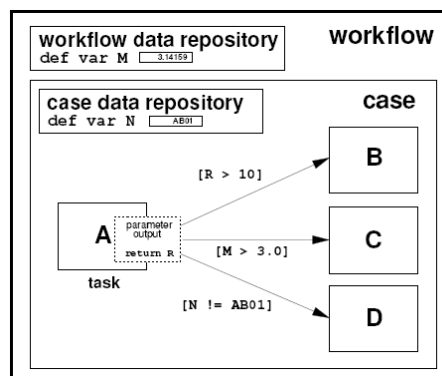 workflow data repository
def var M 3.14159
workflow
case data repository
def var N AB01
case
B
[R > 10]
A
parameter
output
return R
C
[M > 3.0]
task
[N != AB01]
D